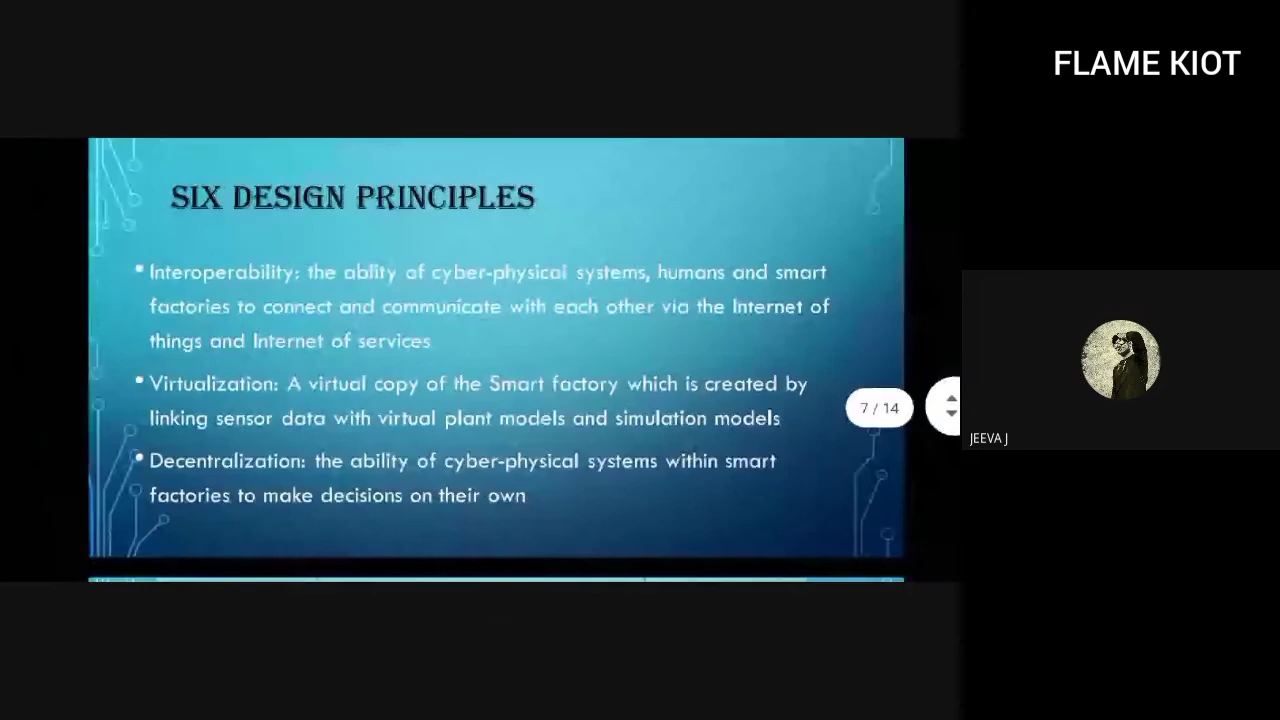 FLAME KIOT
SIX DESIGN PRINCIPLES
Interoperability: the ablity of cyber-physical systems, humans and smart
factories to connect and communicate with each other via the Internet of
things and Internet of services
Virtualization: A virtual copy of the Smart factory which is created by
linking sensor data with virtual plant models and simulation models
Decentralization: the ability of cyber-physical systems within smart
factories to make decisions on their own
7 / 14
JEEVA J